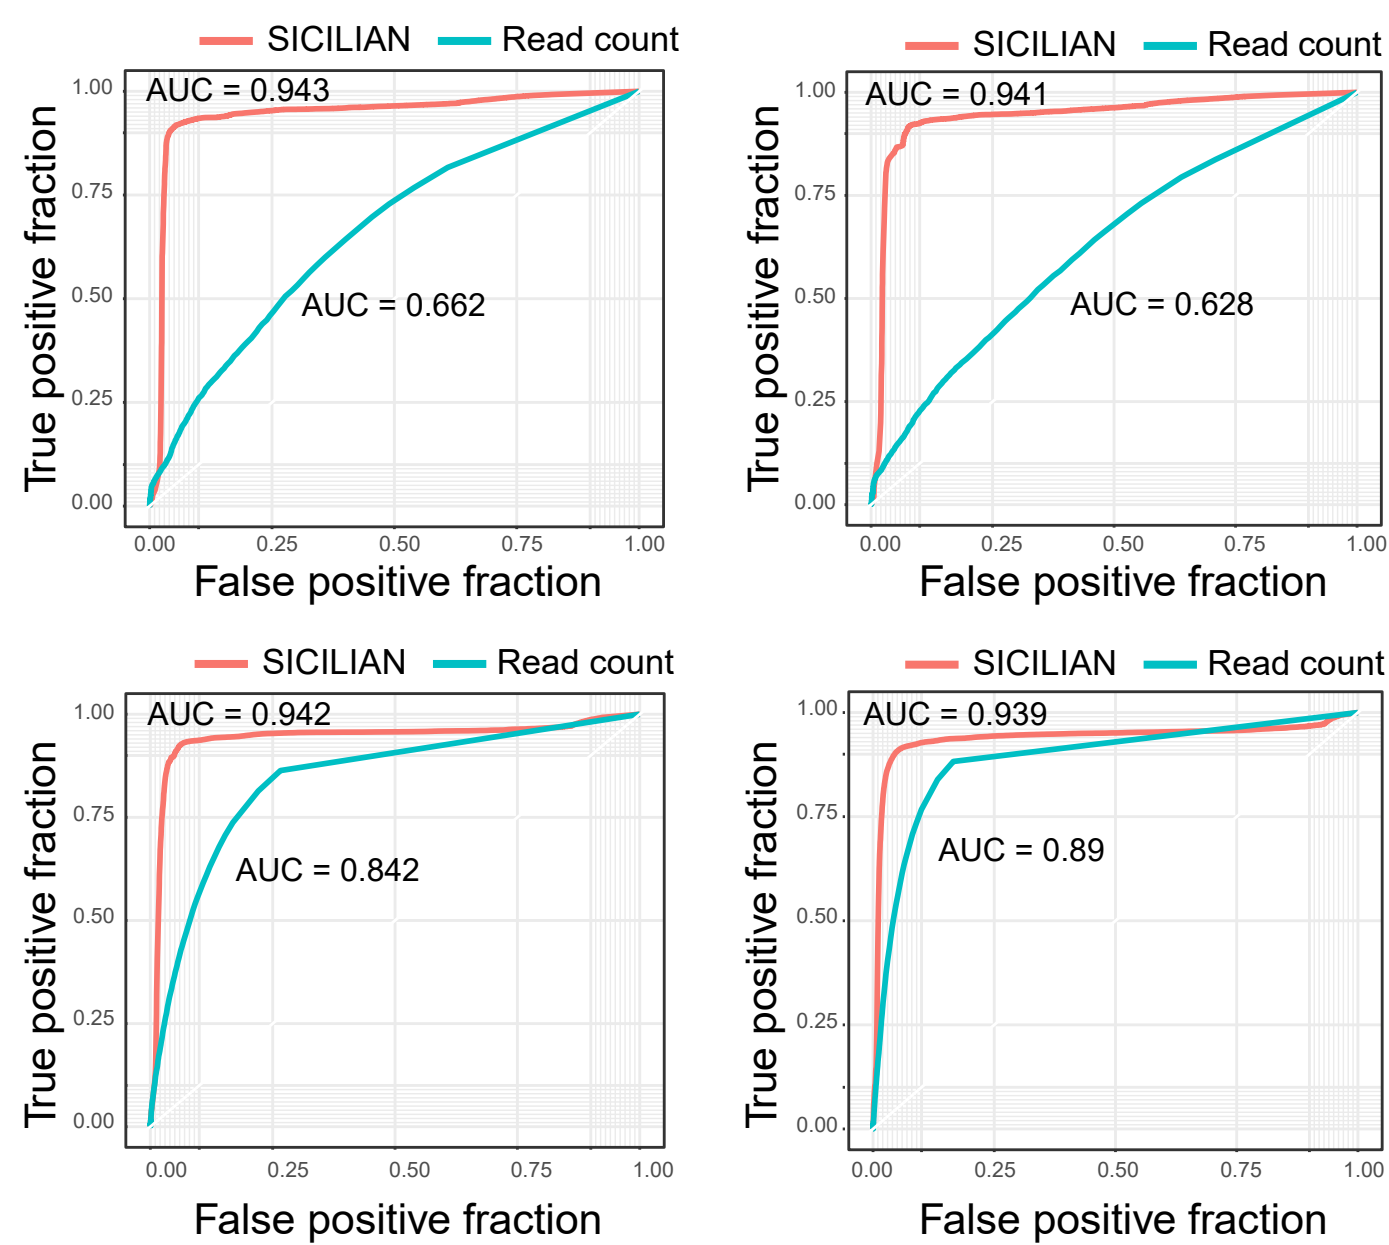 SICILIAN Read count
AUC = 0.943
AUC = 0.662
True positive fraction
1.00
0.75
0.50
0.25
0.00
0.00 0.25 0.50 0.75 1.00
False positive fraction
SICILIAN Read count
AUC = 0.941
AUC = 0.628
True positive fraction
1.00
0.75
0.50
0.25
0.00
0.00 0.25 0.50 0.75 1.00
False positive fraction
SICILIAN Read count
AUC = 0.942
AUC = 0.842
True positive fraction
1.00
0.75
0.50
0.25
0.00
0.00 0.25 0.50 0.75 1.00
False positive fraction
SICILIAN Read count
AUC = 0.939
AUC = 0.89
True positive fraction
1.00
0.75
0.50
0.25
0.00
0.00 0.25 0.50 0.75 1.00
False positive fraction